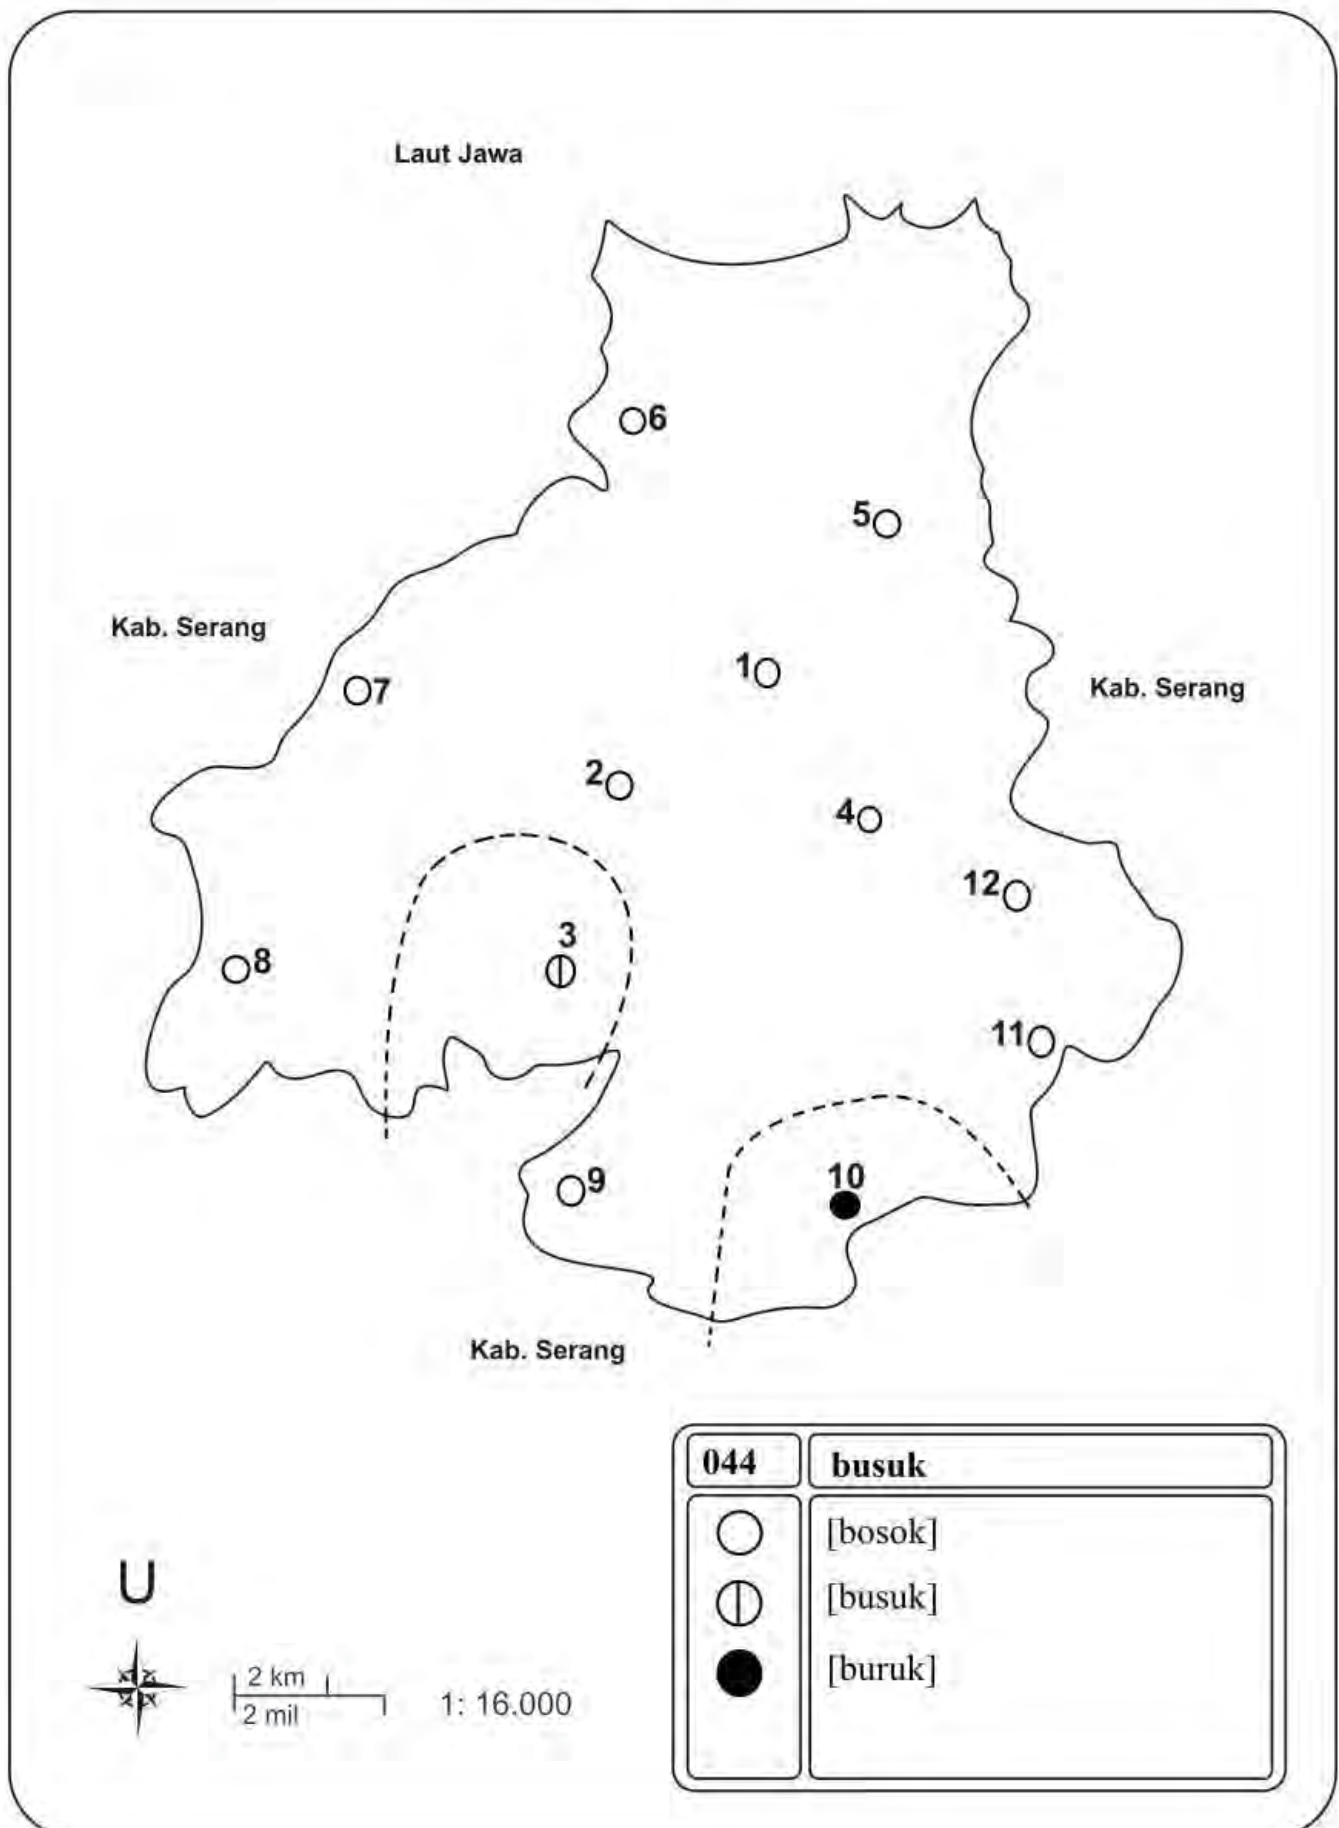 Laut Jawa
6
5
Kab. Serang
1
7
Kab. Serang
2
4
12
3
8
11
10
9
Kab. Serang
044 busuk
[bosok]
[busuk]
[buruk]
U
2 km
2 mil
1: 16.000